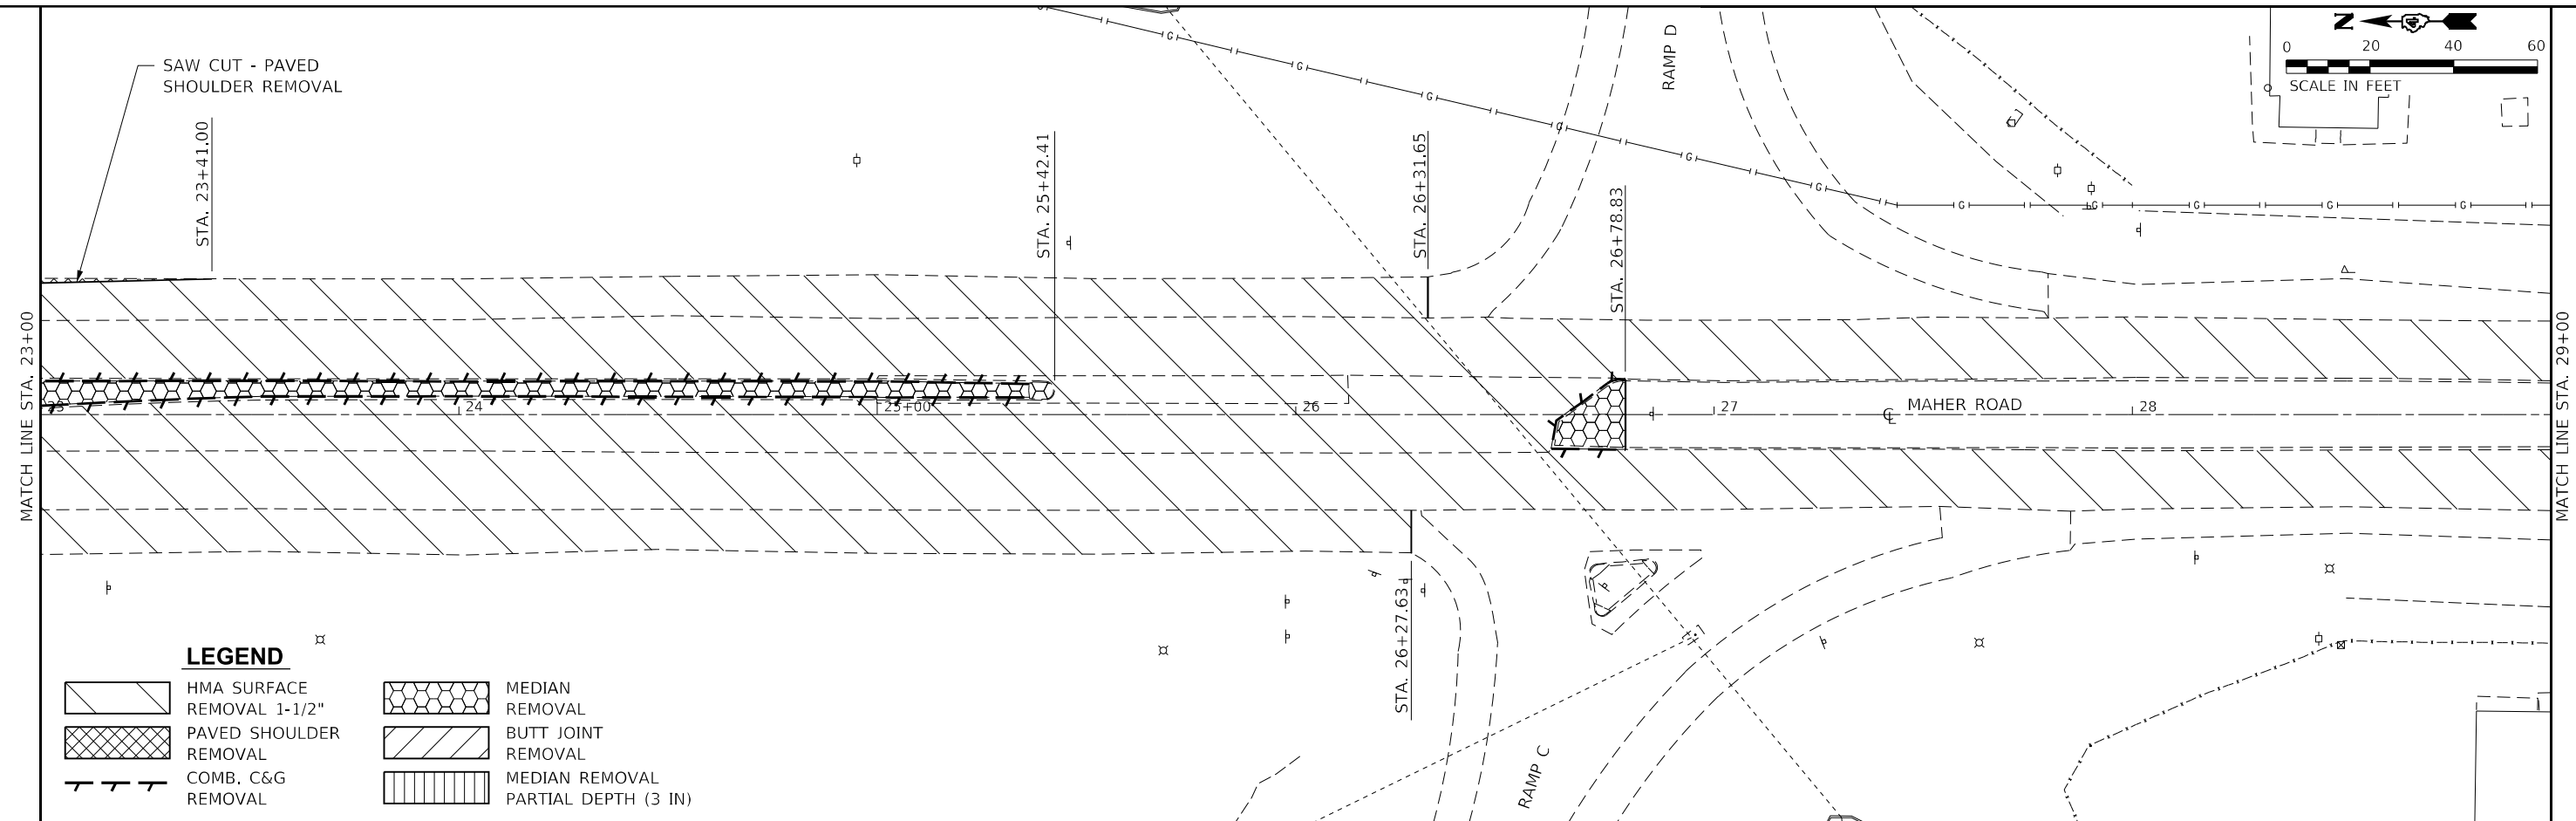 SAW CUT - PAVED
SHOULDER REMOVAL
STA. 23+41.00
STA. 25+42.41
STA. 26+31.65
STA. 26+78.83
RAMP D
N
0 20 40 60
SCALE IN FEET
G G G G G G G G G G G G
MATCH LINE STA. 23+00
23 24 25+00 26 27 28
℄ MAHER ROAD
MATCH LINE STA. 29+00
STA. 26+27.63
RAMP C
LEGEND
HMA SURFACE
REMOVAL 1-1/2"
PAVED SHOULDER
REMOVAL
COMB. C&G
REMOVAL
MEDIAN
REMOVAL
BUTT JOINT
REMOVAL
MEDIAN REMOVAL
PARTIAL DEPTH (3 IN)